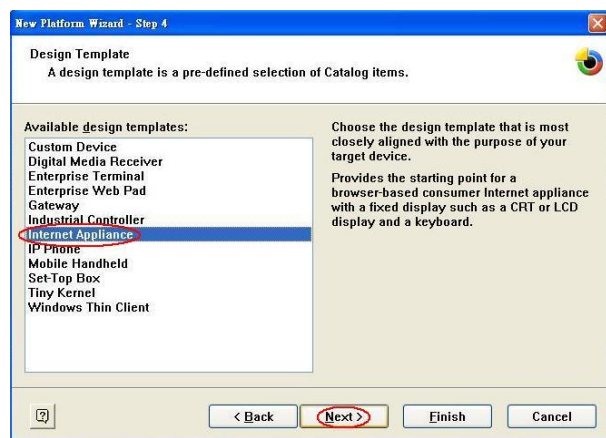 New Platform Wizard - Step 4
Design Template
A design template is a pre-defined selection of Catalog items.
Available design templates:
Custom Device
Digital Media Receiver
Enterprise Terminal
Enterprise Web Pad
Gateway
Industrial Controller
Internet Appliance
IP Phone
Mobile Handheld
Set-Top Box
Tiny Kernel
Windows Thin Client
Choose the design template that is most
closely aligned with the purpose of your
target device.
Provides the starting point for a
browser-based consumer Internet appliance
with a fixed display such as a CRT or LCD
display and a keyboard.
?
< Back
Next >
Finish
Cancel